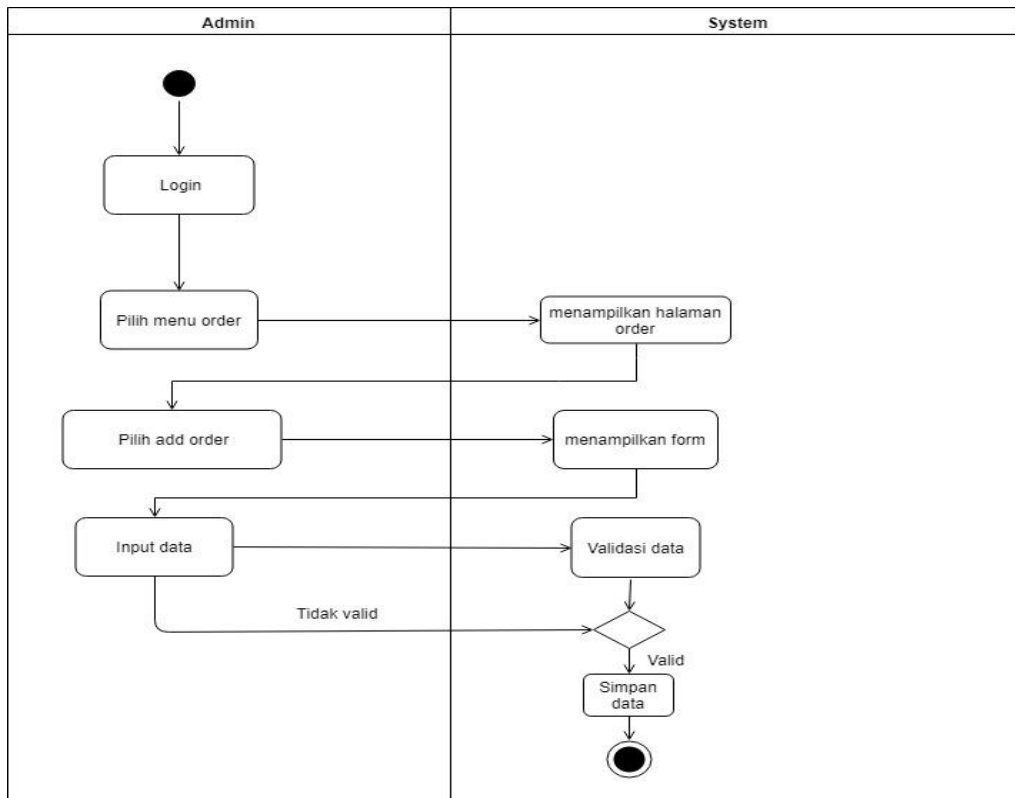 Admin
System
Login
Pilih menu order
menampilkan halaman
order
Pilih add order
menampilkan form
Input data
Validasi data
Tidak valid
Valid
Simpan
data